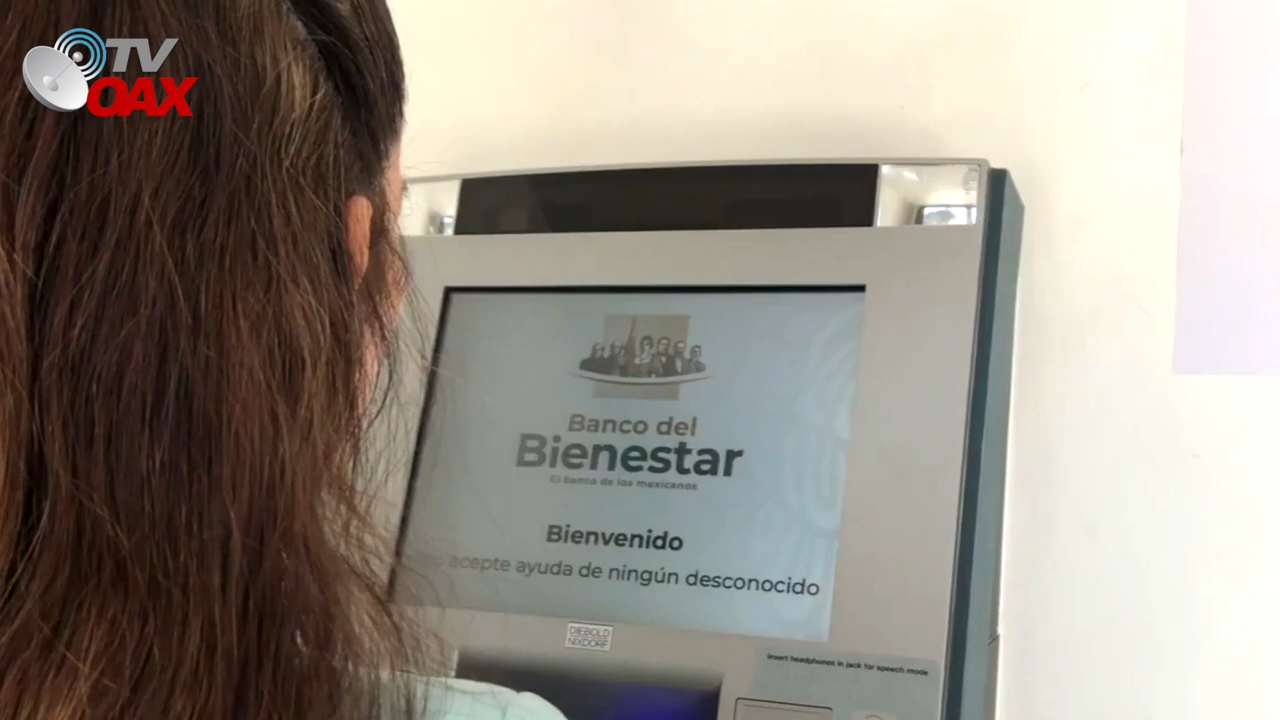 TV
OAX
Banco del
Bienestar
El banco de los mexicanos
Bienvenido
acepte ayuda de ningún desconocido
DIEBOLD
NIXDORF
Insert headphones in jack for speech mode